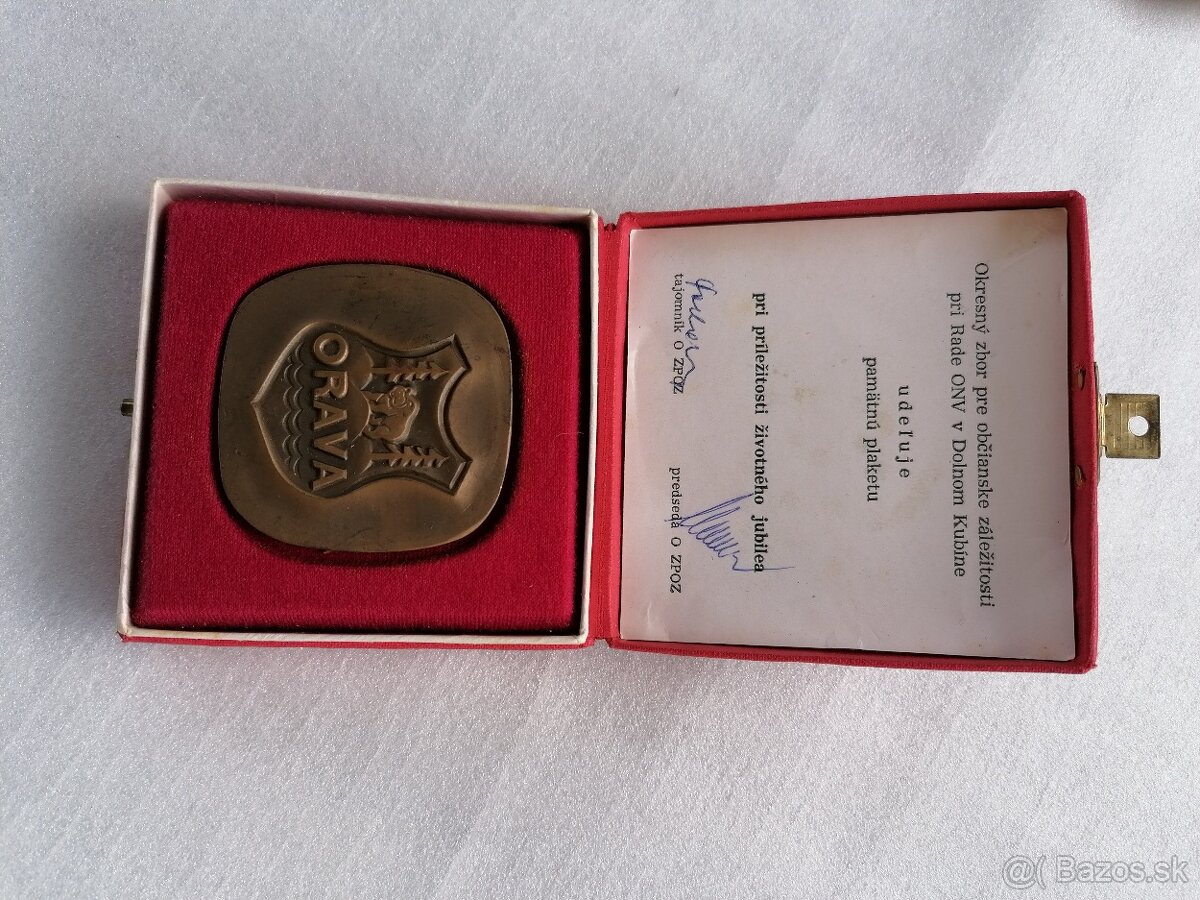 ORAVA
Okresný zbor pre občianske záležitosti
pri Rade ONV v Dolnom Kubíne
udeľuje
pamätnú plaketu
pri príležitosti životného jubilea
tajomník O ZPOZ
predseda O ZPOZ
@( Bazos.sk